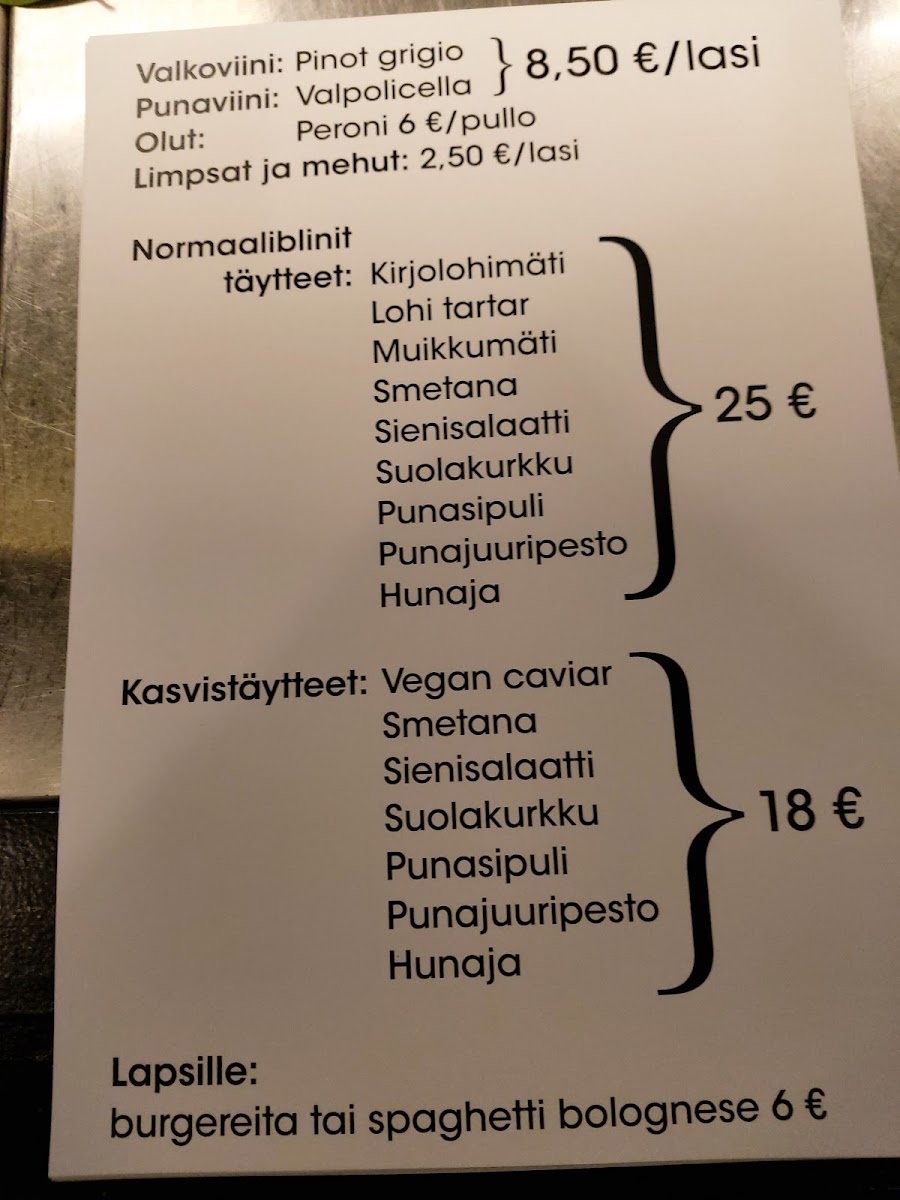 Valkoviini: Pinot grigio } 8,50 €/lasi
Punaviini: Valpolicella
Olut: Peroni 6 €/pullo
Limpsat ja mehut: 2,50 €/lasi
Normaaliblinit
täytteet: Kirjolohimäti
Lohi tartar
Muikkumäti
Smetana
Sienisalaatti
Suolakurkku
Punasipuli
Punajuuripesto
Hunaja
25 €
Kasvistäytteet: Vegan caviar
Smetana
Sienisalaatti
Suolakurkku
Punasipuli
Punajuuripesto
Hunaja
18 €
Lapsille:
burgereita tai spaghetti bolognese 6 €